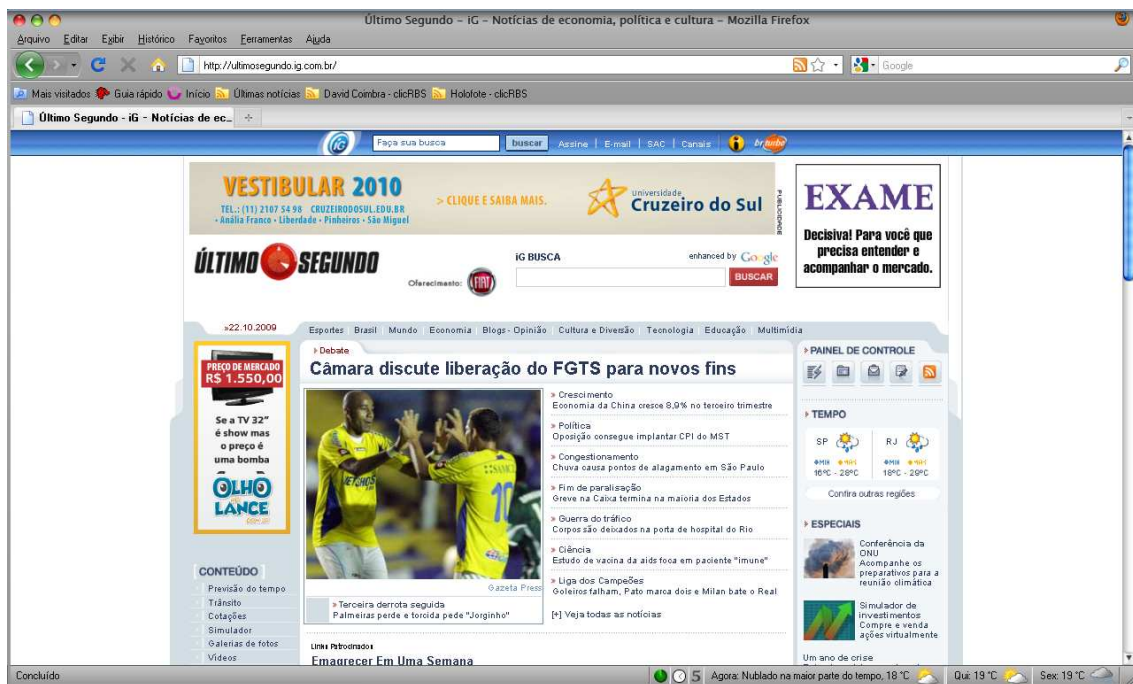 Último Segundo - iG - Notícias de economia, política e cultura - Mozilla Firefox
Arquivo Editar Exibir Histórico Favoritos Ferramentas Ajuda
http://ultimosegundo.ig.com.br/
Google
Mais visitados Guia rápido Início Últimas notícias David Coimbra - clicRBS Holofote - clicRBS
Último Segundo - iG - Notícias de ec...
iG Faça sua busca buscar Assine | E-mail | SAC | Canais brturbo
VESTIBULAR 2010
TEL.: (11) 2107 54 98 CRUZEIRODOSUL.EDU.BR
• Anália Franco • Liberdade • Pinheiros • São Miguel
> CLIQUE E SAIBA MAIS.
Universidade
Cruzeiro do Sul
PUBLICIDADE
EXAME
Decisiva! Para você que
precisa entender e
acompanhar o mercado.
ÚLTIMO SEGUNDO
Oferecimento: FIAT
iG BUSCA enhanced by Google
BUSCAR
»22.10.2009
Esportes Brasil Mundo Economia Blogs - Opinião Cultura e Diversão Tecnologia Educação Multimídia
PREÇO DE MERCADO
R$ 1.550,00
Se a TV 32"
é show mas
o preço é
uma bomba
OLHO
LANCE
CONTEÚDO
Previsão do tempo
Trânsito
Cotações
Simulador
Galerias de fotos
Vídeos
Debate
Câmara discute liberação do FGTS para novos fins
10
Gazeta Press
» Terceira derrota seguida
Palmeiras perde e torcida pede "Jorginho"
» Crescimento
Economia da China cresce 8,9% no terceiro trimestre
» Política
Oposição consegue implantar CPI do MST
» Congestionamento
Chuva causa pontos de alagamento em São Paulo
» Fim de paralisação
Greve na Caixa termina na maioria dos Estados
» Guerra do tráfico
Corpos são deixados na porta de hospital do Rio
» Ciência
Estudo de vacina da aids foca em paciente "imune"
» Liga dos Campeões
Goleiros falham, Pato marca dois e Milan bate o Real
[+] Veja todas as notícias
Links Patrocinados
Emagrecer Em Uma Semana
PAINEL DE CONTROLE
TEMPO
SP RJ
16ºC - 28ºC 18ºC - 29ºC
Confira outras regiões
ESPECIAIS
Conferência da
ONU
Acompanhe os
preparativos para a
reunião climática
Simulador de
investimentos
Compre e venda
ações virtualmente
Um ano de crise
Concluído
5 Agora: Nublado na maior parte do tempo, 18 °C Qui: 19 °C Sex: 19 °C